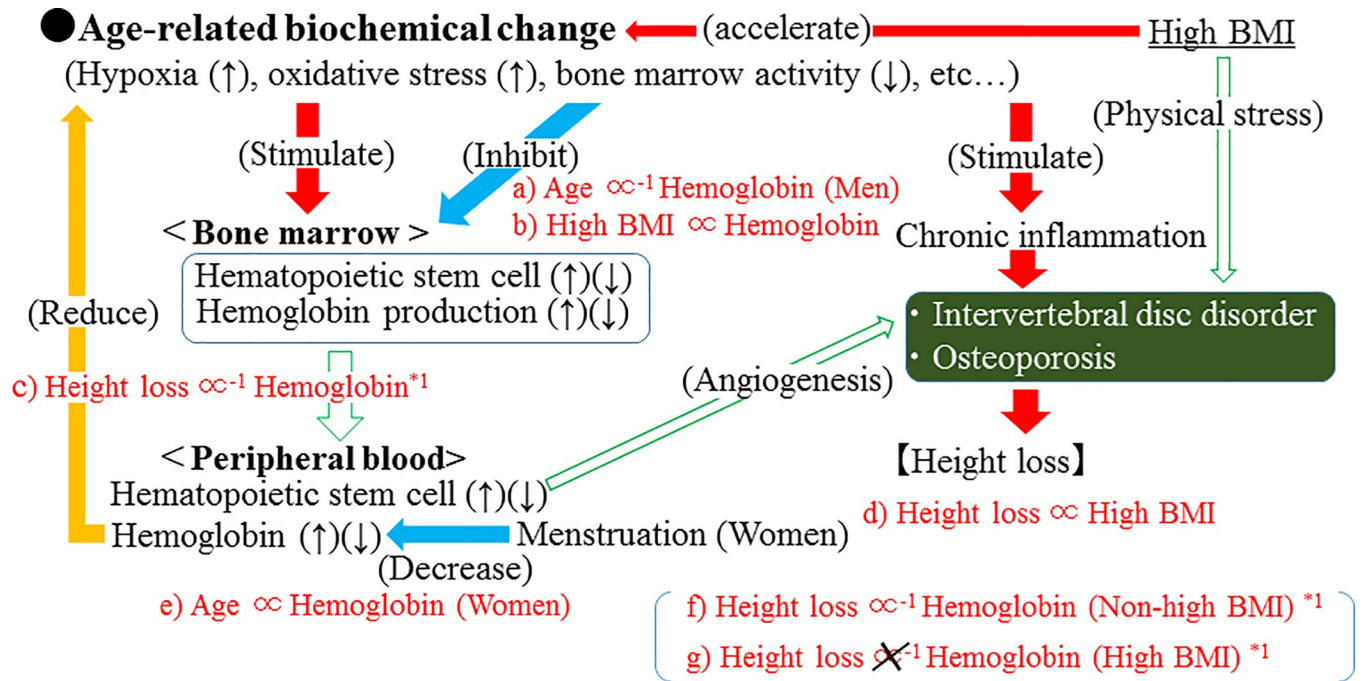 ●Age-related biochemical change
(accelerate)
High BMI
(Hypoxia (↑), oxidative stress (↑), bone marrow activity (↓), etc…)
(Physical stress)
(Stimulate)
(Inhibit)
(Stimulate)
a) Age ∝⁻¹ Hemoglobin (Men)
b) High BMI ∝ Hemoglobin
<Bone marrow>
Chronic inflammation
Hematopoietic stem cell (↑)(↓)
Hemoglobin production (↑)(↓)
(Reduce)
・Intervertebral disc disorder
・Osteoporosis
c) Height loss ∝⁻¹ Hemoglobin*1
(Angiogenesis)
<Peripheral blood>
【Height loss】
Hematopoietic stem cell (↑)(↓)
d) Height loss ∝ High BMI
Hemoglobin (↑)(↓)
Menstruation (Women)
(Decrease)
e) Age ∝ Hemoglobin (Women)
f) Height loss ∝⁻¹ Hemoglobin (Non-high BMI) *1
g) Height loss ∝⁻¹ Hemoglobin (High BMI) *1